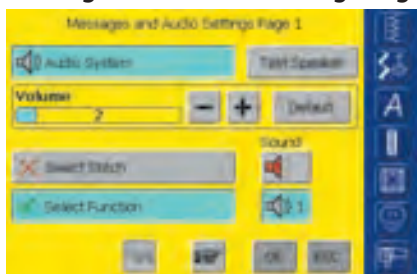 Messages and Audio Settings Page 1
Audio System
Test Speaker
Volume
2
Default
Sound
Select Stitch
Select Function
1
OK
ESC
A